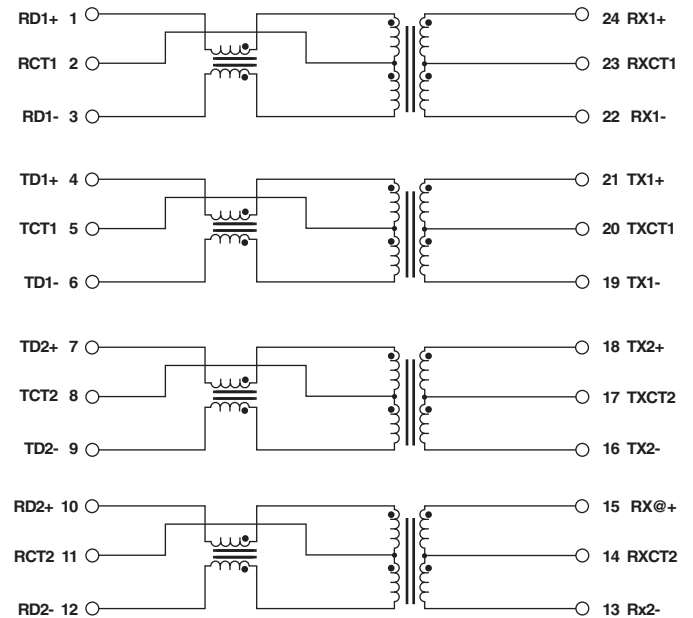 RD1+ 1
24 RX1+
RCT1 2
23 RXCT1
RD1- 3
22 RX1-
TD1+ 4
21 TX1+
TCT1 5
20 TXCT1
TD1- 6
19 TX1-
TD2+ 7
18 TX2+
TCT2 8
17 TXCT2
TD2- 9
16 TX2-
RD2+ 10
15 RX@+
RCT2 11
14 RXCT2
RD2- 12
13 Rx2-